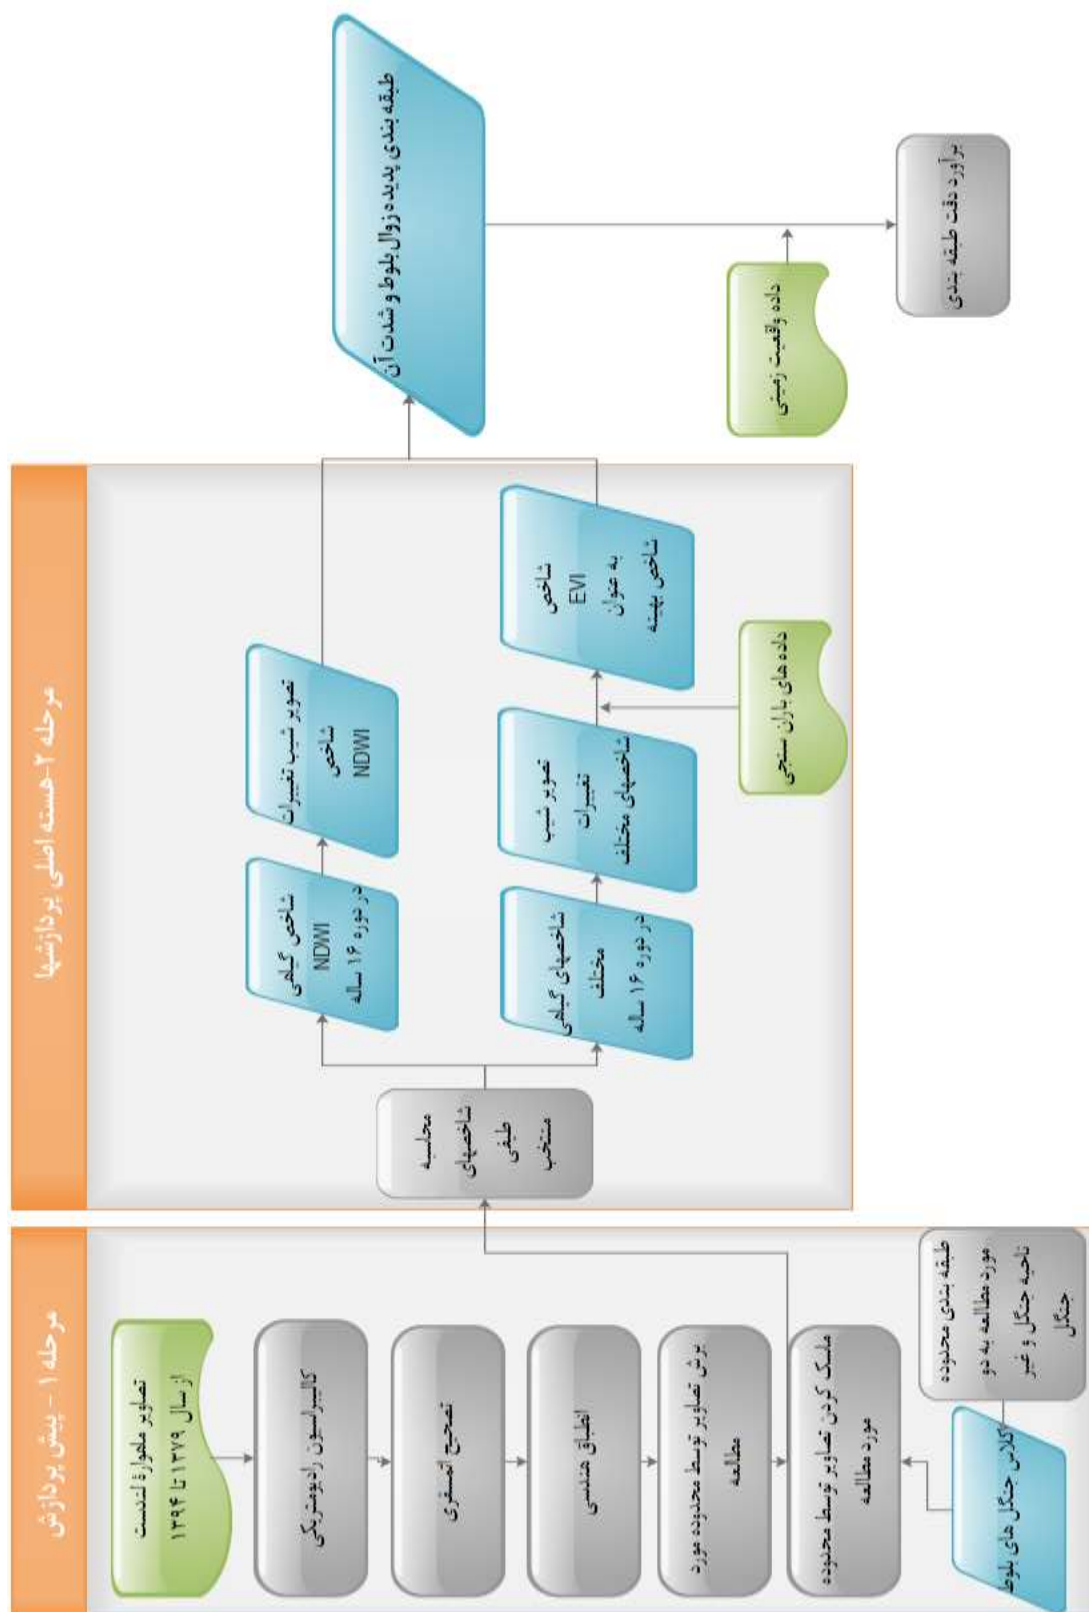 مرحله ۱ – پیش پردازش
تصاویر ماهوارهٔ لندست
از سال ۱۳۷۹ تا ۱۳۹۴
کالیبراسیون رادیومتریکی
تصحیح اتمسفری
انطباق هندسی
برش تصاویر توسط محدوده مورد
مطالعه
ماسک کردن تصاویر توسط محدوده
مورد مطالعه
کلاس جنگل های بلوط
طبقه بندی محدوده
مورد مطالعه به دو
ناحیه جنگل و غیر
جنگل
مرحله ۲-هسته اصلی پردازشها
محاسبه
شاخصهای
طیفی
منتخب
شاخص گیاهی
NDWI
در دوره ۱۶ ساله
تصویر شیب تغییرات
شاخص
NDWI
شاخصهای گیاهی
مختلف
در دوره ۱۶ ساله
تصویر شیب
تغییرات
شاخصهای مختلف
شاخص
EVI
به عنوان
شاخص بهینه
داده های باران سنجی
طبقه بندی پدیده زوال بلوط و شدت آن
داده واقعیت زمینی
برآورد دقت طبقه بندی